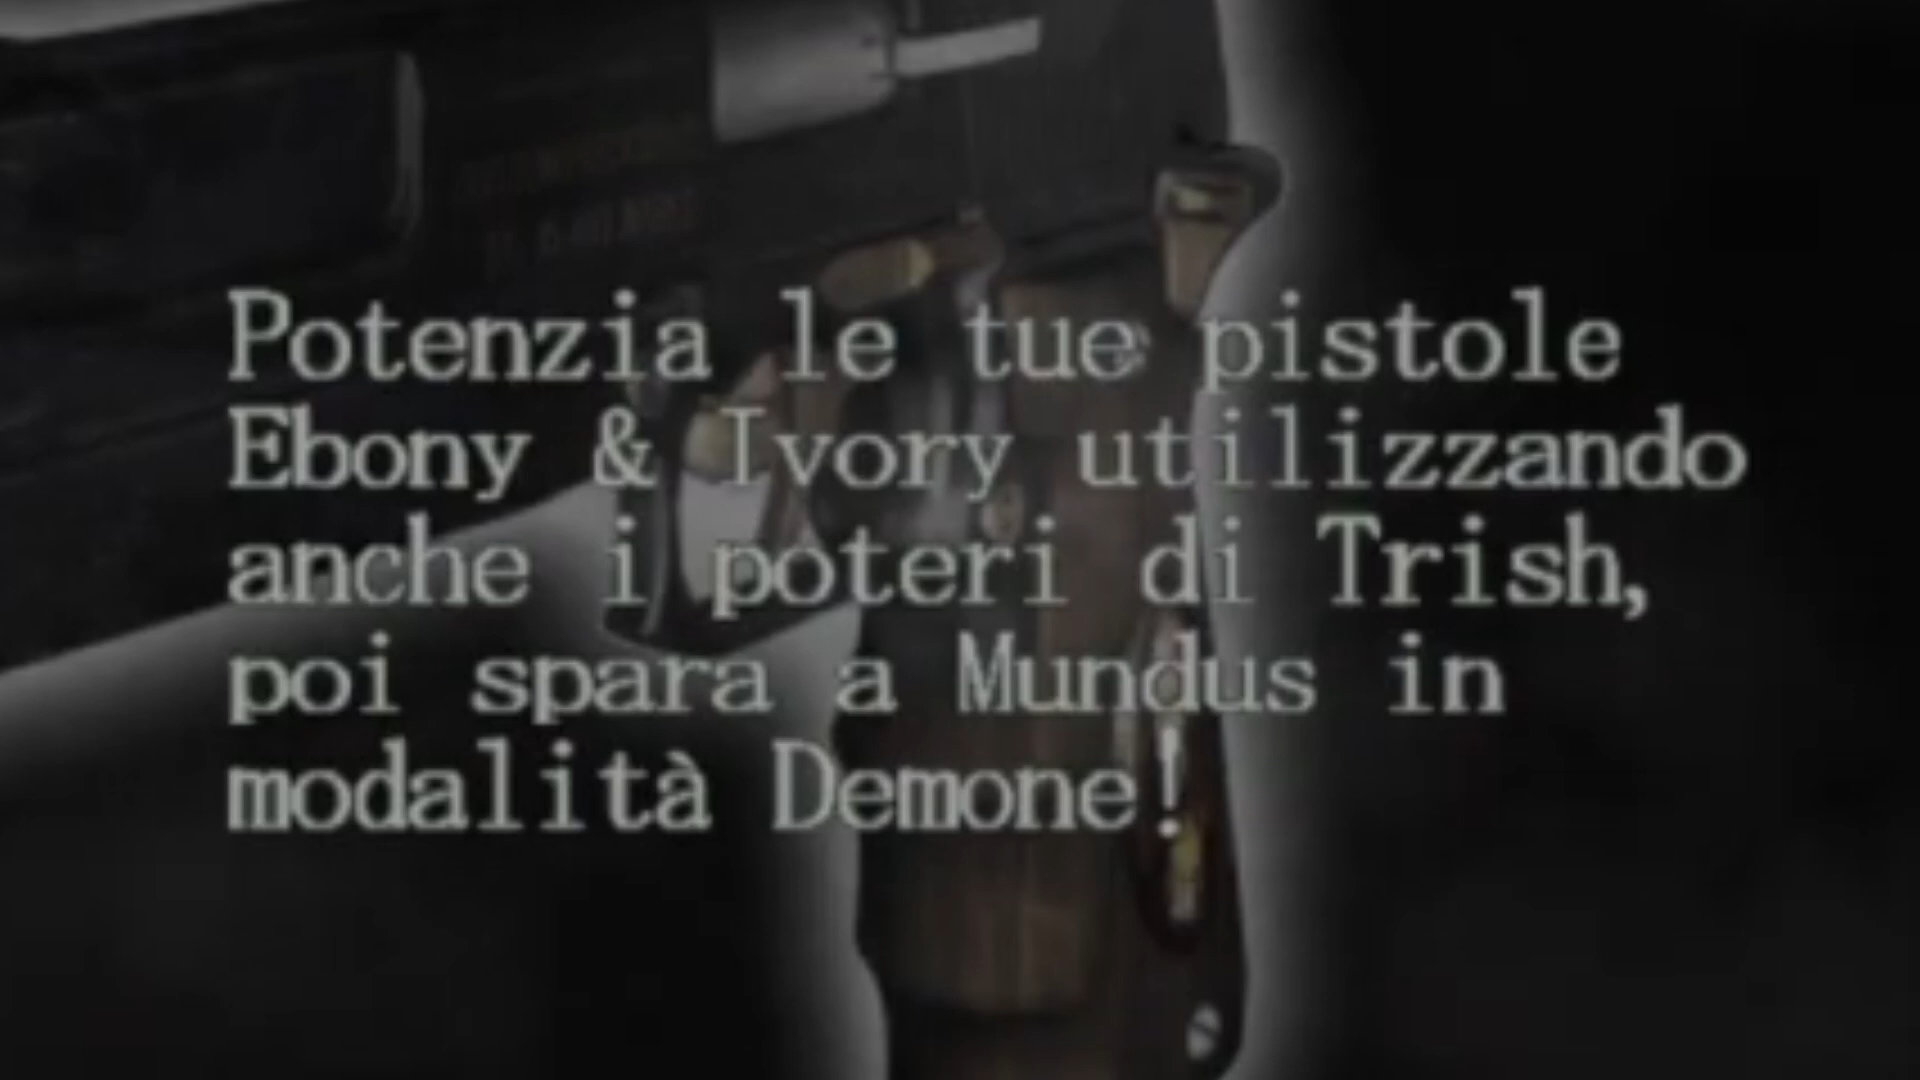 Potenzia le tue pistole
Ebony & Ivory utilizzando
anche i poteri di Trish,
poi spara a Mundus in
modalità Demone!